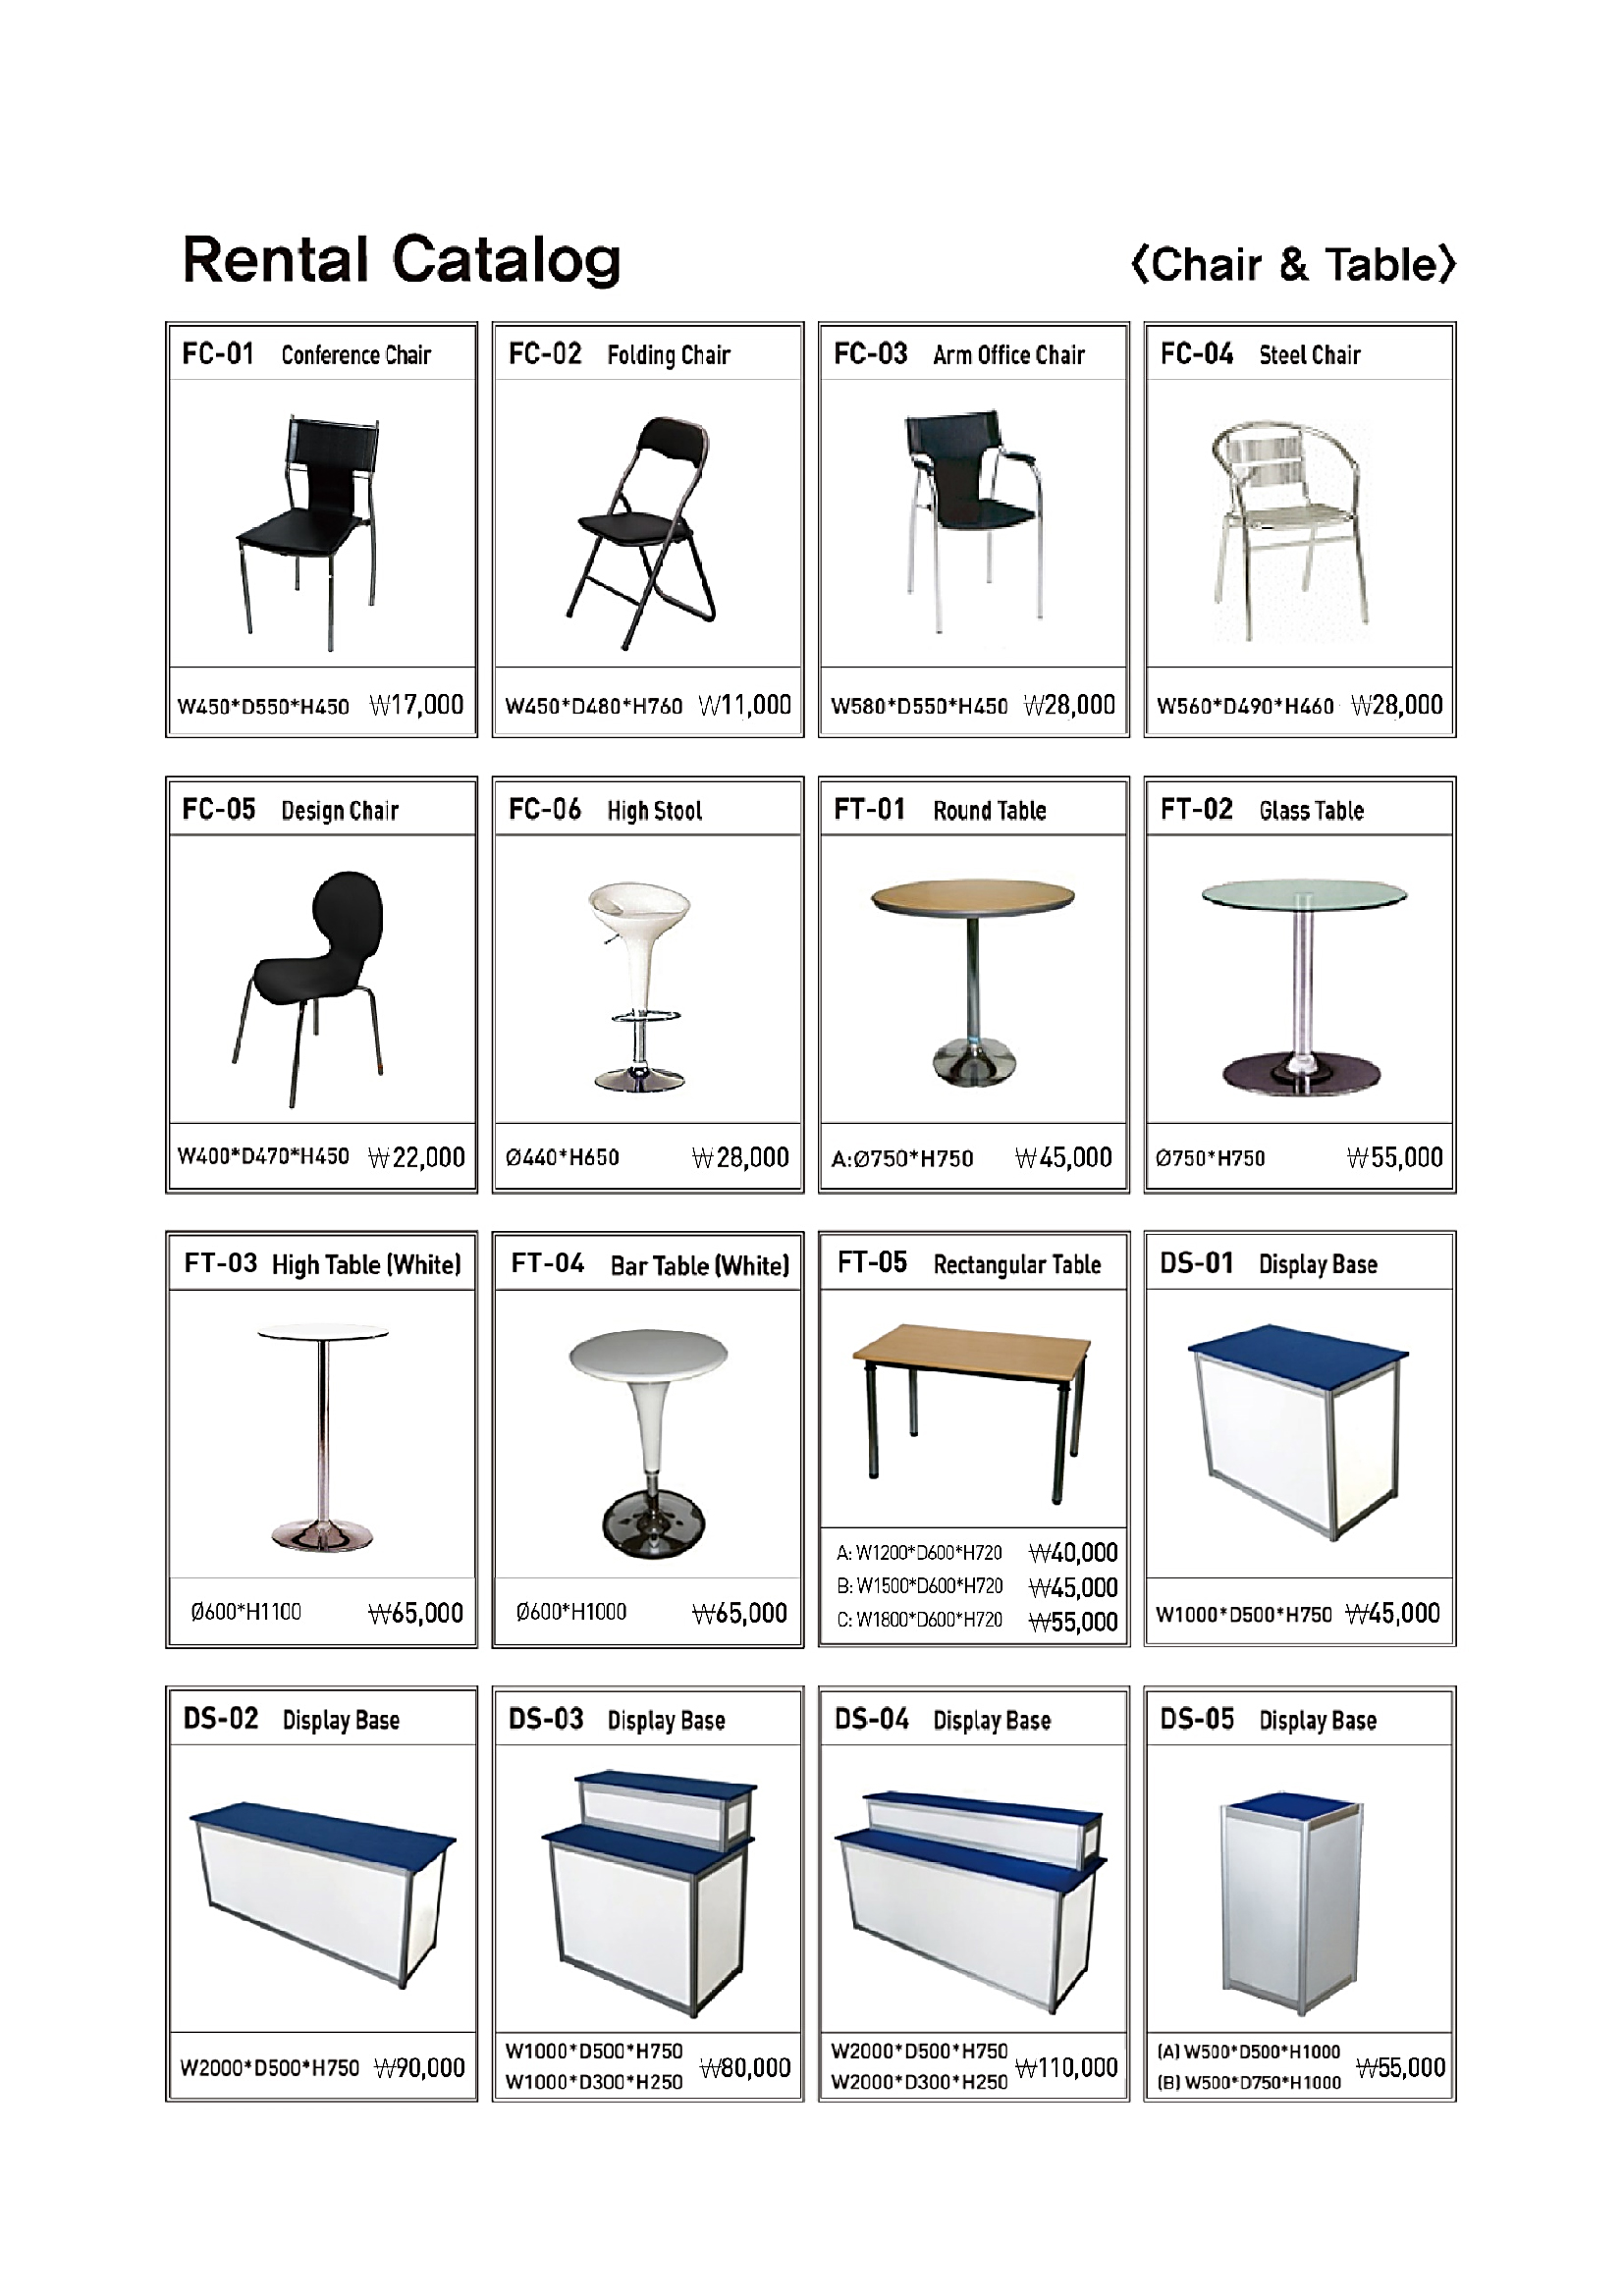 Rental Catalog
〈Chair & Table〉
FC-01 Conference Chair
W450*D550*H450 ₩17,000
FC-02 Folding Chair
W450*D480*H760 ₩11,000
FC-03 Arm Office Chair
W580*D550*H450 ₩28,000
FC-04 Steel Chair
W560*D490*H460 ₩28,000
FC-05 Design Chair
W400*D470*H450 ₩22,000
FC-06 High Stool
Ø440*H650 ₩28,000
FT-01 Round Table
A:Ø750*H750 ₩45,000
FT-02 Glass Table
Ø750*H750 ₩55,000
FT-03 High Table (White)
Ø600*H1100 ₩65,000
FT-04 Bar Table (White)
Ø600*H1000 ₩65,000
FT-05 Rectangular Table
A: W1200*D600*H720 ₩40,000
B: W1500*D600*H720 ₩45,000
C: W1800*D600*H720 ₩55,000
DS-01 Display Base
W1000*D500*H750 ₩45,000
DS-02 Display Base
W2000*D500*H750 ₩90,000
DS-03 Display Base
W1000*D500*H750
W1000*D300*H250
₩80,000
DS-04 Display Base
W2000*D500*H750
W2000*D300*H250
₩110,000
DS-05 Display Base
(A) W500*D500*H1000
(B) W500*D750*H1000
₩55,000